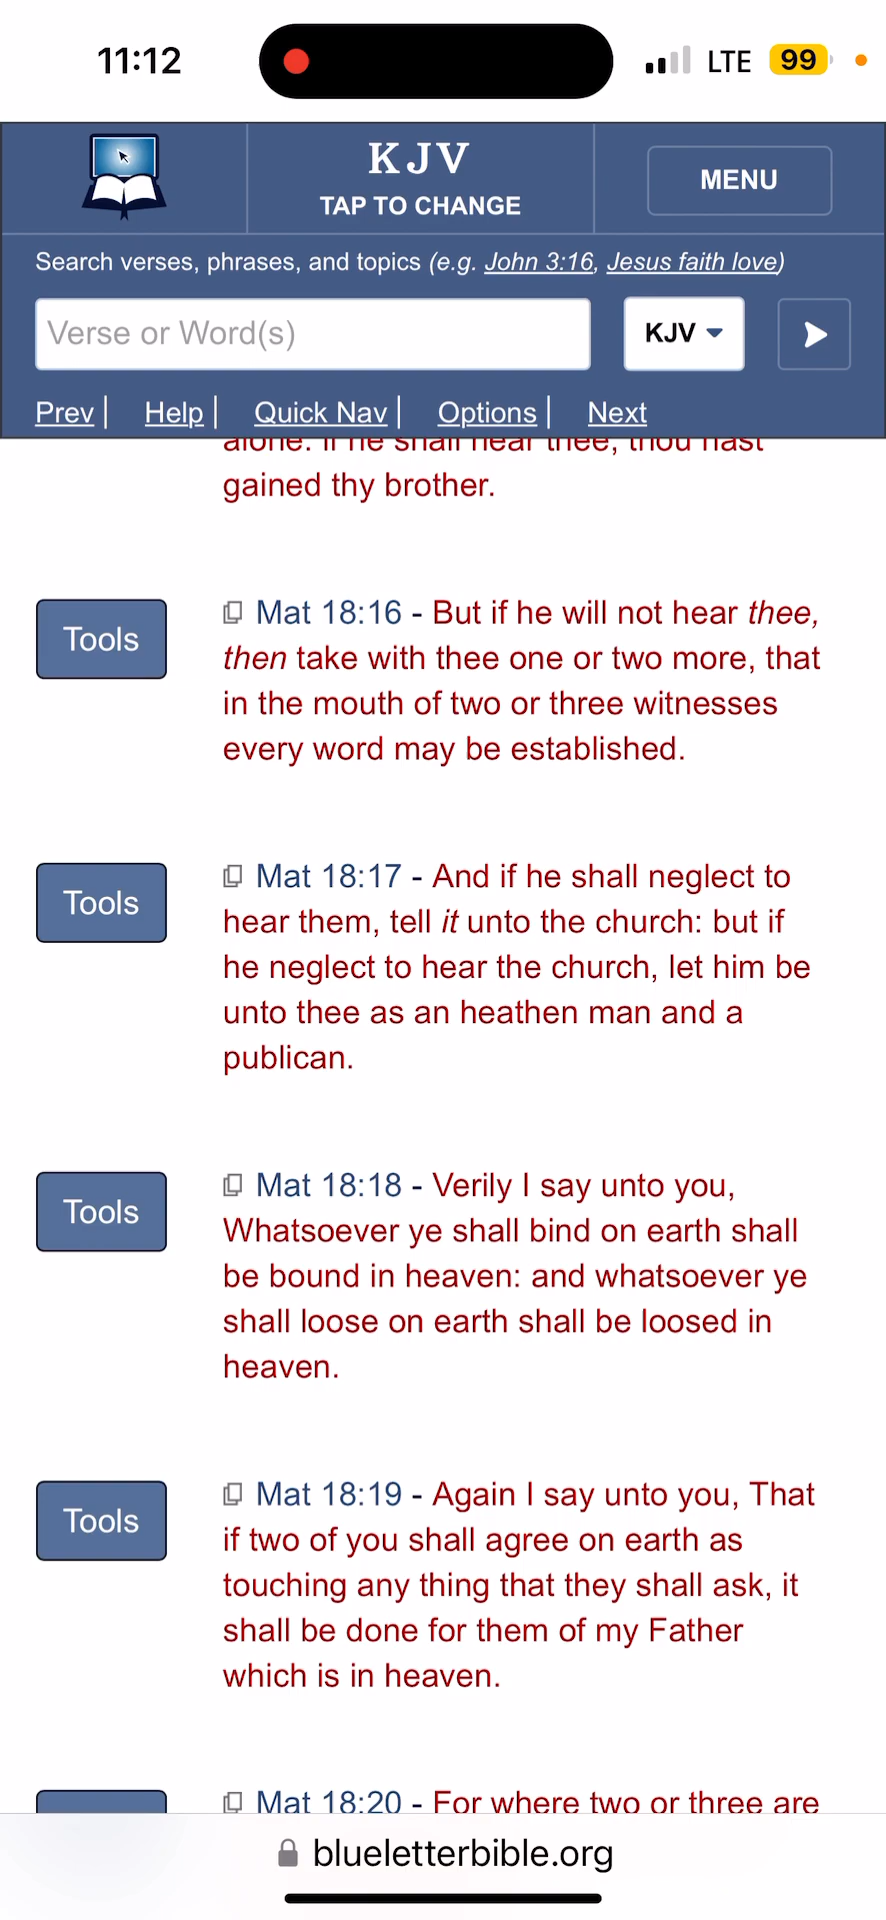 11:12
LTE 99
KJV
TAP TO CHANGE
MENU
Search verses, phrases, and topics (e.g. John 3:16, Jesus faith love)
Verse or Word(s)
KJV
Prev | Help | Quick Nav | Options | Next
alone: if he shall hear thee, thou hast
gained thy brother.
Tools
Mat 18:16 - But if he will not hear thee,
then take with thee one or two more, that
in the mouth of two or three witnesses
every word may be established.
Tools
Mat 18:17 - And if he shall neglect to
hear them, tell it unto the church: but if
he neglect to hear the church, let him be
unto thee as an heathen man and a
publican.
Tools
Mat 18:18 - Verily I say unto you,
Whatsoever ye shall bind on earth shall
be bound in heaven: and whatsoever ye
shall loose on earth shall be loosed in
heaven.
Tools
Mat 18:19 - Again I say unto you, That
if two of you shall agree on earth as
touching any thing that they shall ask, it
shall be done for them of my Father
which is in heaven.
Mat 18:20 - For where two or three are
blueletterbible.org